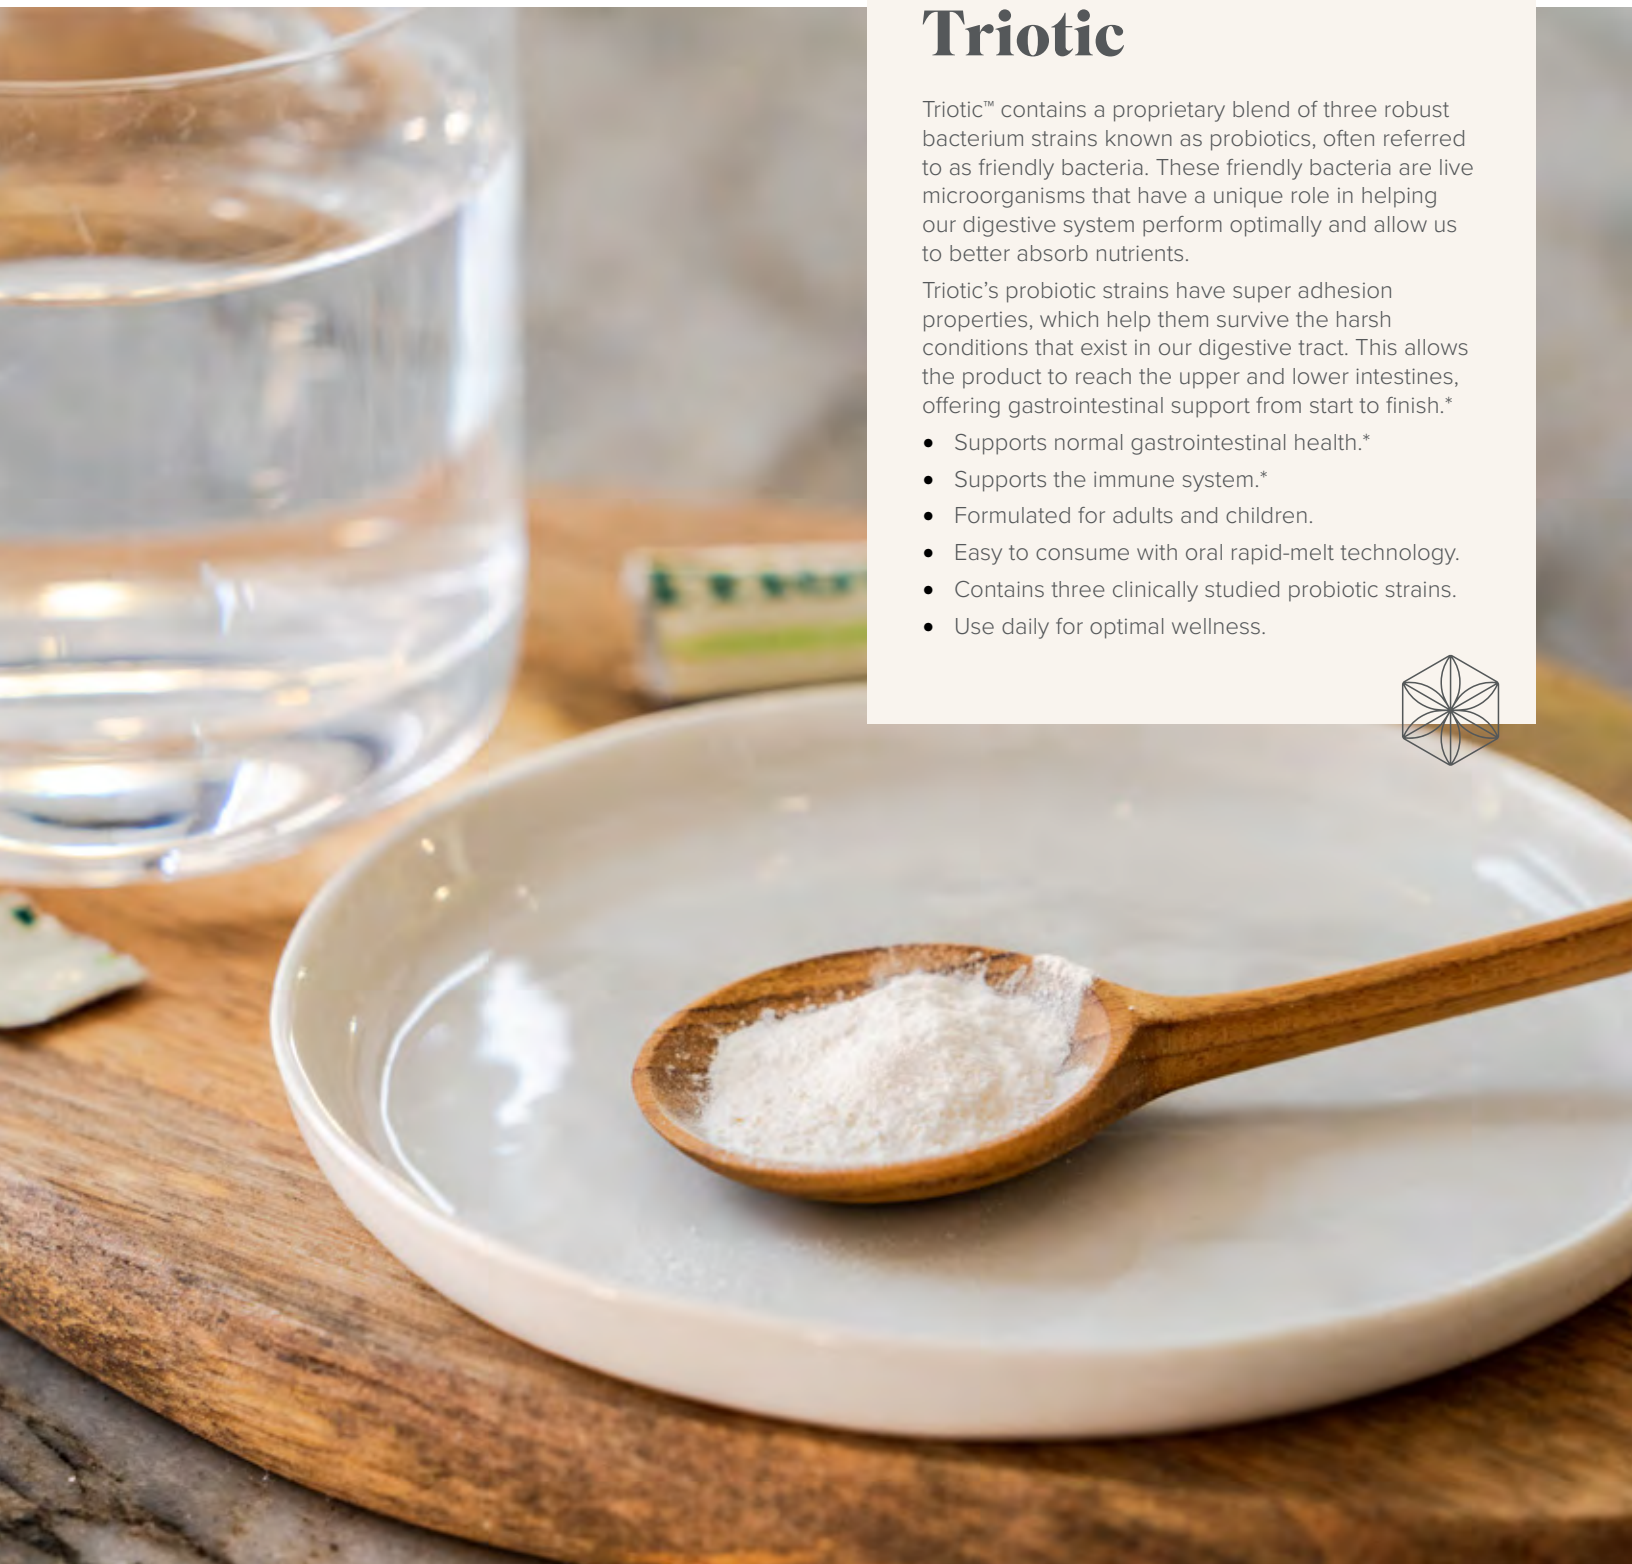 Triotic
Triotic™ contains a proprietary blend of three robust
bacterium strains known as probiotics, often referred
to as friendly bacteria. These friendly bacteria are live
microorganisms that have a unique role in helping
our digestive system perform optimally and allow us
to better absorb nutrients.
Triotic’s probiotic strains have super adhesion
properties, which help them survive the harsh
conditions that exist in our digestive tract. This allows
the product to reach the upper and lower intestines,
offering gastrointestinal support from start to finish.*
• Supports normal gastrointestinal health.*
• Supports the immune system.*
• Formulated for adults and children.
• Easy to consume with oral rapid-melt technology.
• Contains three clinically studied probiotic strains.
• Use daily for optimal wellness.